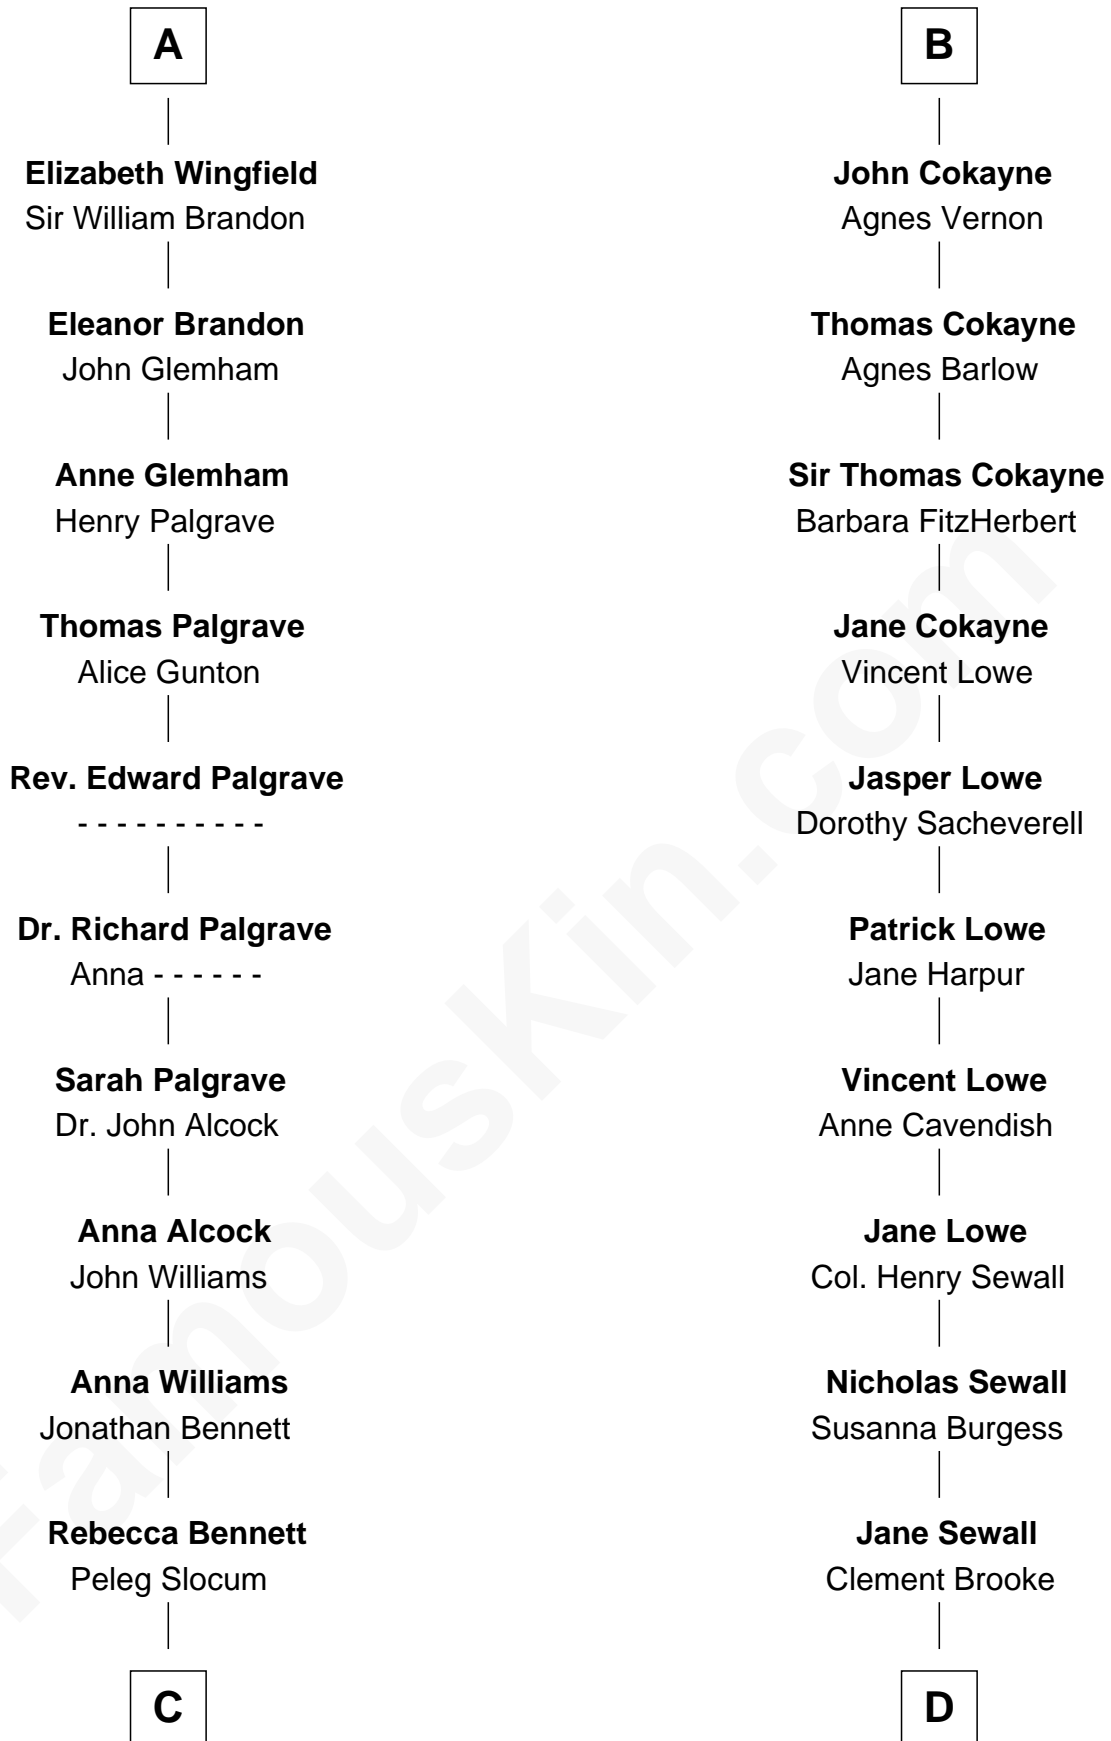 A
Elizabeth Wingfield
Sir William Brandon
Eleanor Brandon
John Glemham
Anne Glemham
Henry Palgrave
Thomas Palgrave
Alice Gunton
Rev. Edward Palgrave
- - - - - - - - - -
Dr. Richard Palgrave
Anna - - - - - -
Sarah Palgrave
Dr. John Alcock
Anna Alcock
John Williams
Anna Williams
Jonathan Bennett
Rebecca Bennett
Peleg Slocum
C
B
John Cokayne
Agnes Vernon
Thomas Cokayne
Agnes Barlow
Sir Thomas Cokayne
Barbara FitzHerbert
Jane Cokayne
Vincent Lowe
Jasper Lowe
Dorothy Sacheverell
Patrick Lowe
Jane Harpur
Vincent Lowe
Anne Cavendish
Jane Lowe
Col. Henry Sewall
Nicholas Sewall
Susanna Burgess
Jane Sewall
Clement Brooke
D
FamousKin.com